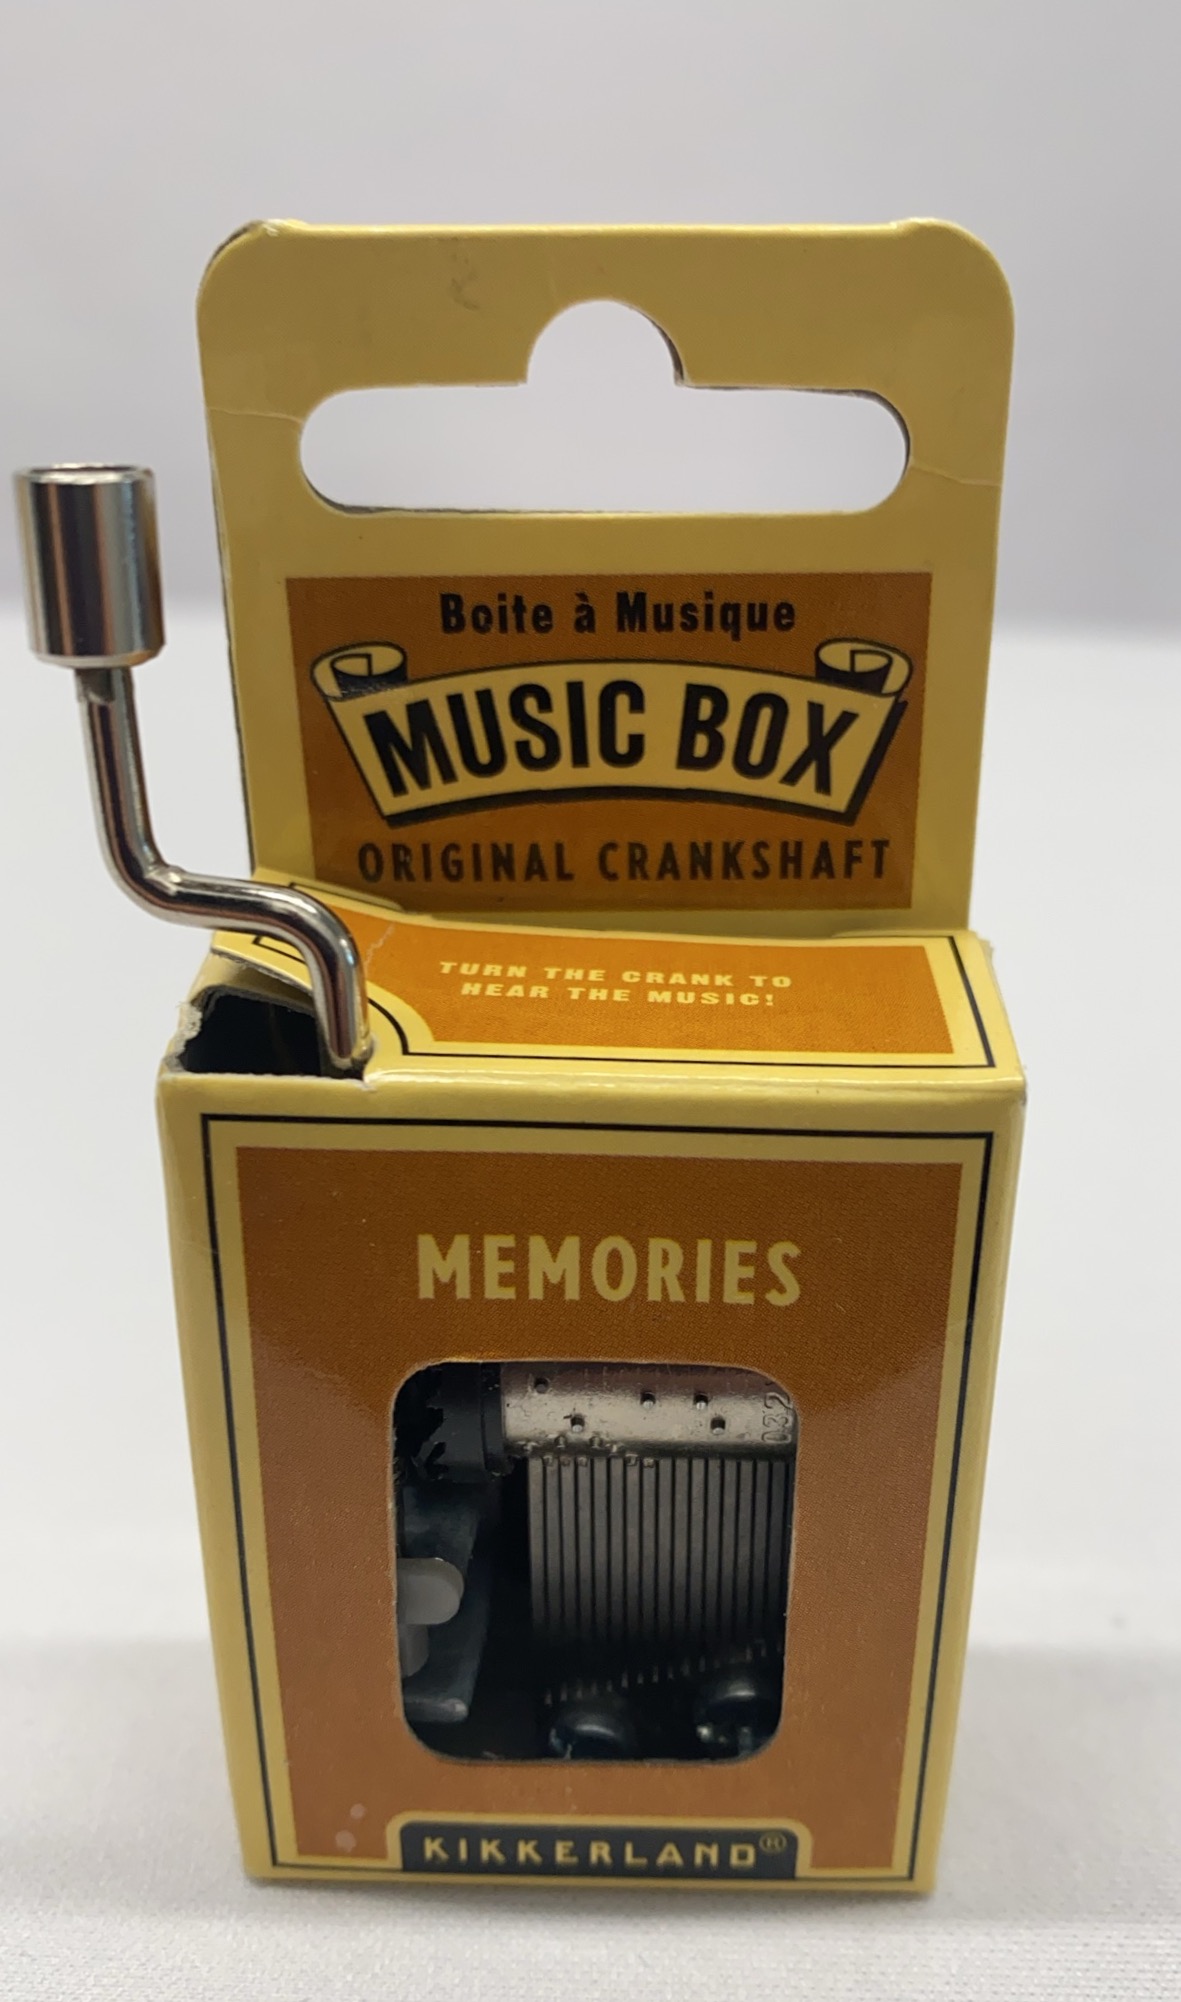 Boite à Musique
MUSIC BOX
ORIGINAL CRANKSHAFT
TURN THE CRANK TO
HEAR THE MUSIC!
MEMORIES
KIKKERLAND®